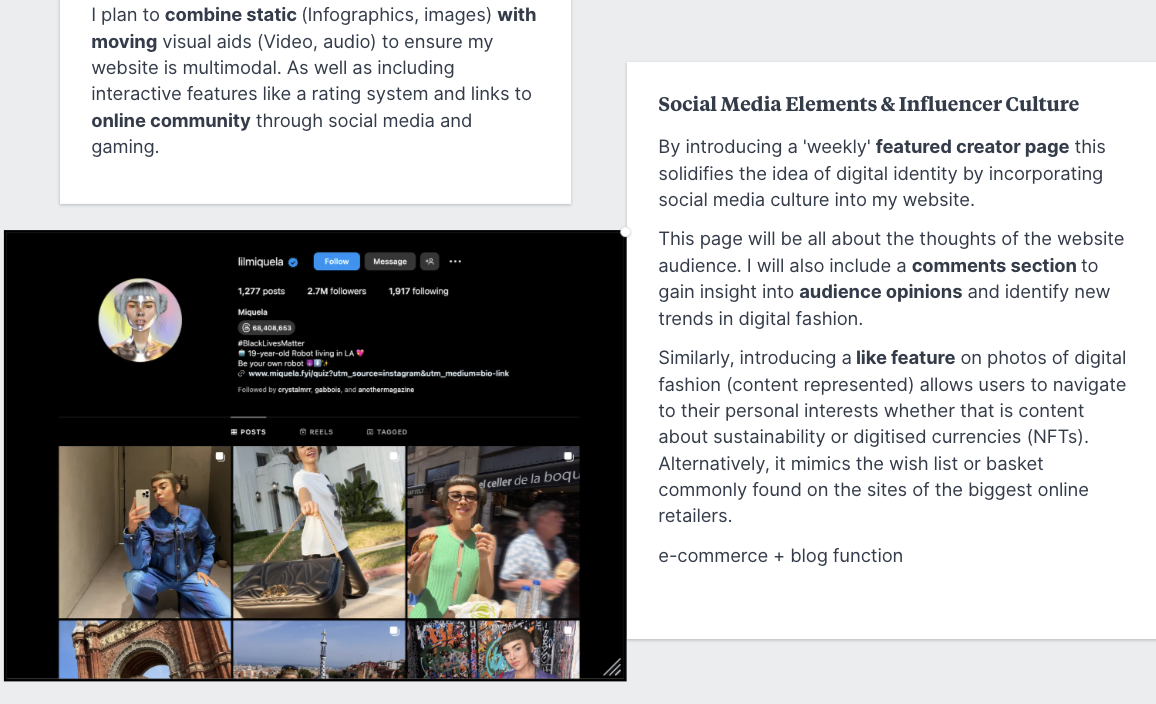 I plan to combine static (Infographics, images) with
moving visual aids (Video, audio) to ensure my
website is multimodal. As well as including
interactive features like a rating system and links to
online community through social media and
gaming.
lilmiquela Follow Message
1,277 posts 2.7M followers 1,917 following
Miquela
68,408,653
#BlackLivesMatter
🤖 19-year-old Robot living in LA 💖
Be your own robot
www.miquela.fyi/quiz?utm_source=instagram&utm_medium=bio-link
Followed by crystalmrr, gabbois, and anothermagazine
POSTS REELS TAGGED
el celler de la boqu
Social Media Elements & Influencer Culture
By introducing a 'weekly' featured creator page this
solidifies the idea of digital identity by incorporating
social media culture into my website.
This page will be all about the thoughts of the website
audience. I will also include a comments section to
gain insight into audience opinions and identify new
trends in digital fashion.
Similarly, introducing a like feature on photos of digital
fashion (content represented) allows users to navigate
to their personal interests whether that is content
about sustainability or digitised currencies (NFTs).
Alternatively, it mimics the wish list or basket
commonly found on the sites of the biggest online
retailers.
e-commerce + blog function